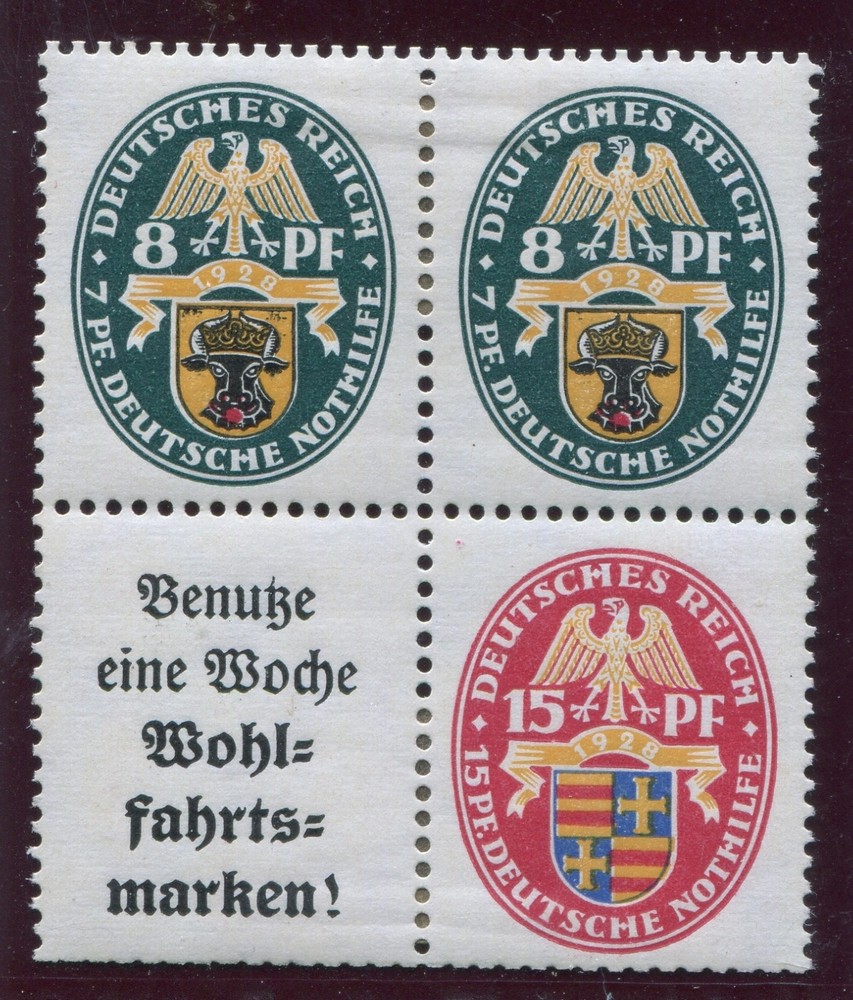 DEUTSCHES REICH
8 PF
1928
7 PF. DEUTSCHE NOTHILFE
DEUTSCHES REICH
8 PF
1928
7 PF. DEUTSCHE NOTHILFE
Benutze
eine Woche
Wohl=
fahrts=
marken!
DEUTSCHES REICH
15 PF
1928
15 PF. DEUTSCHE NOTHILFE